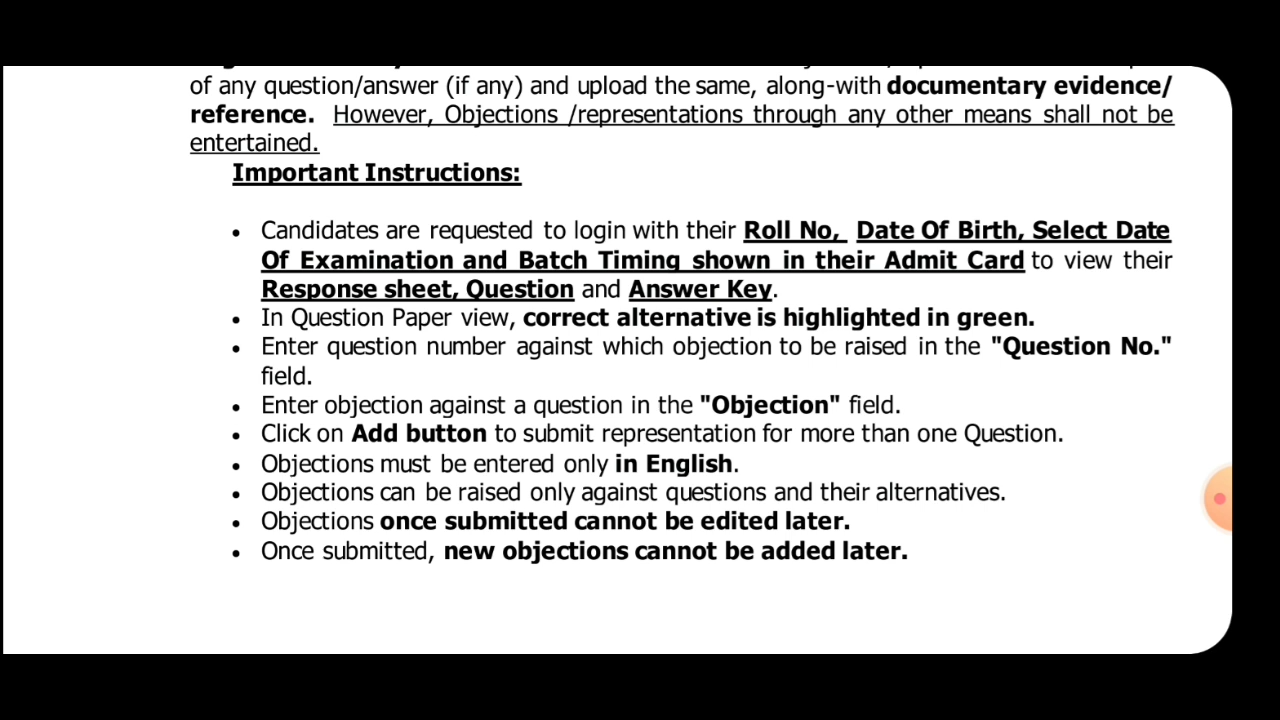 of any question/answer (if any) and upload the same, along-with documentary evidence/
reference. However, Objections /representations through any other means shall not be
entertained.
Important Instructions:
• Candidates are requested to login with their Roll No, Date Of Birth, Select Date
Of Examination and Batch Timing shown in their Admit Card to view their
Response sheet, Question and Answer Key.
• In Question Paper view, correct alternative is highlighted in green.
• Enter question number against which objection to be raised in the "Question No."
field.
• Enter objection against a question in the "Objection" field.
• Click on Add button to submit representation for more than one Question.
• Objections must be entered only in English.
• Objections can be raised only against questions and their alternatives.
• Objections once submitted cannot be edited later.
• Once submitted, new objections cannot be added later.